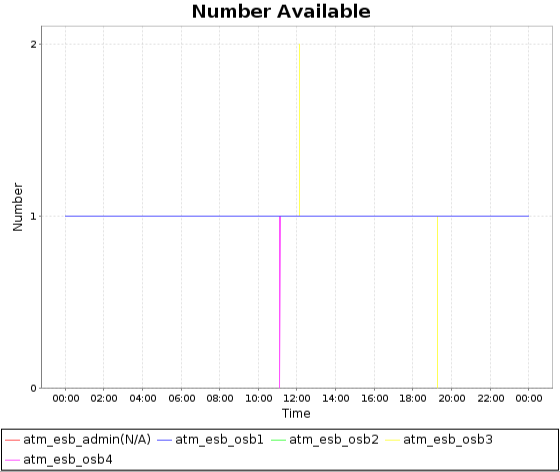 Number Available
2
1
0
Number
00:00 02:00 04:00 06:00 08:00 10:00 12:00 14:00 16:00 18:00 20:00 22:00 00:00
Time
atm_esb_admin(N/A) atm_esb_osb1 atm_esb_osb2 atm_esb_osb3
atm_esb_osb4